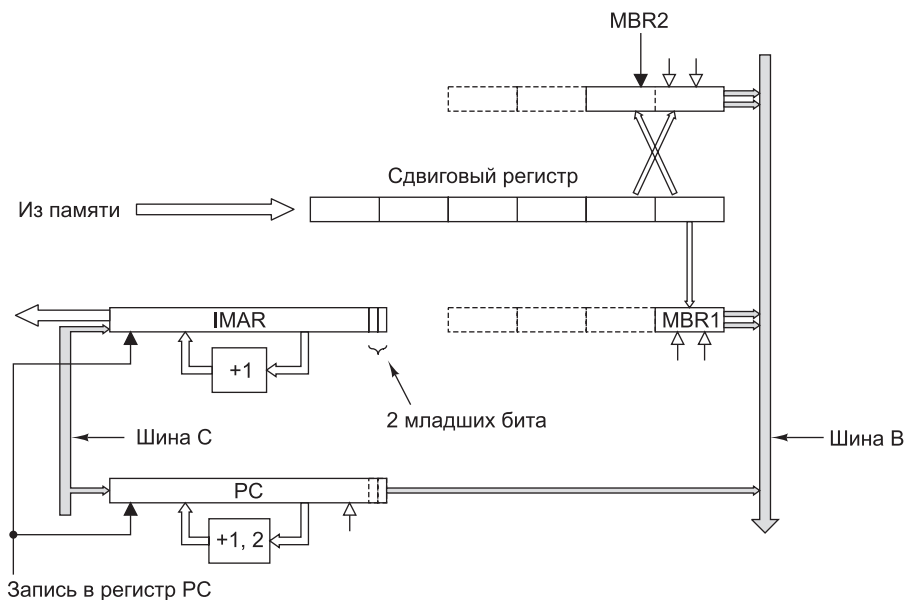 MBR2
Сдвиговый регистр
Из памяти
IMAR
MBR1
+1
2 младших бита
Шина C
Шина B
PC
+1, 2
Запись в регистр PC